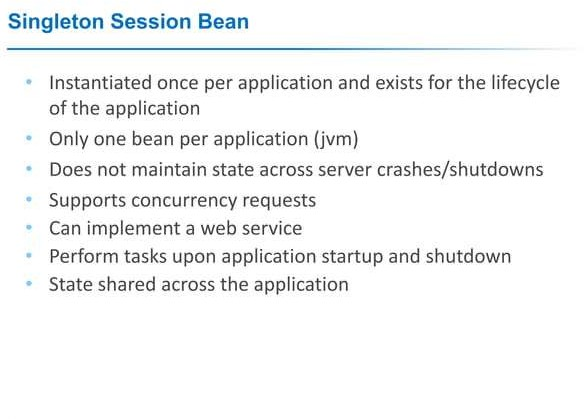 Singleton Session Bean
• Instantiated once per application and exists for the lifecycle
of the application
• Only one bean per application (jvm)
• Does not maintain state across server crashes/shutdowns
• Supports concurrency requests
• Can implement a web service
• Perform tasks upon application startup and shutdown
• State shared across the application